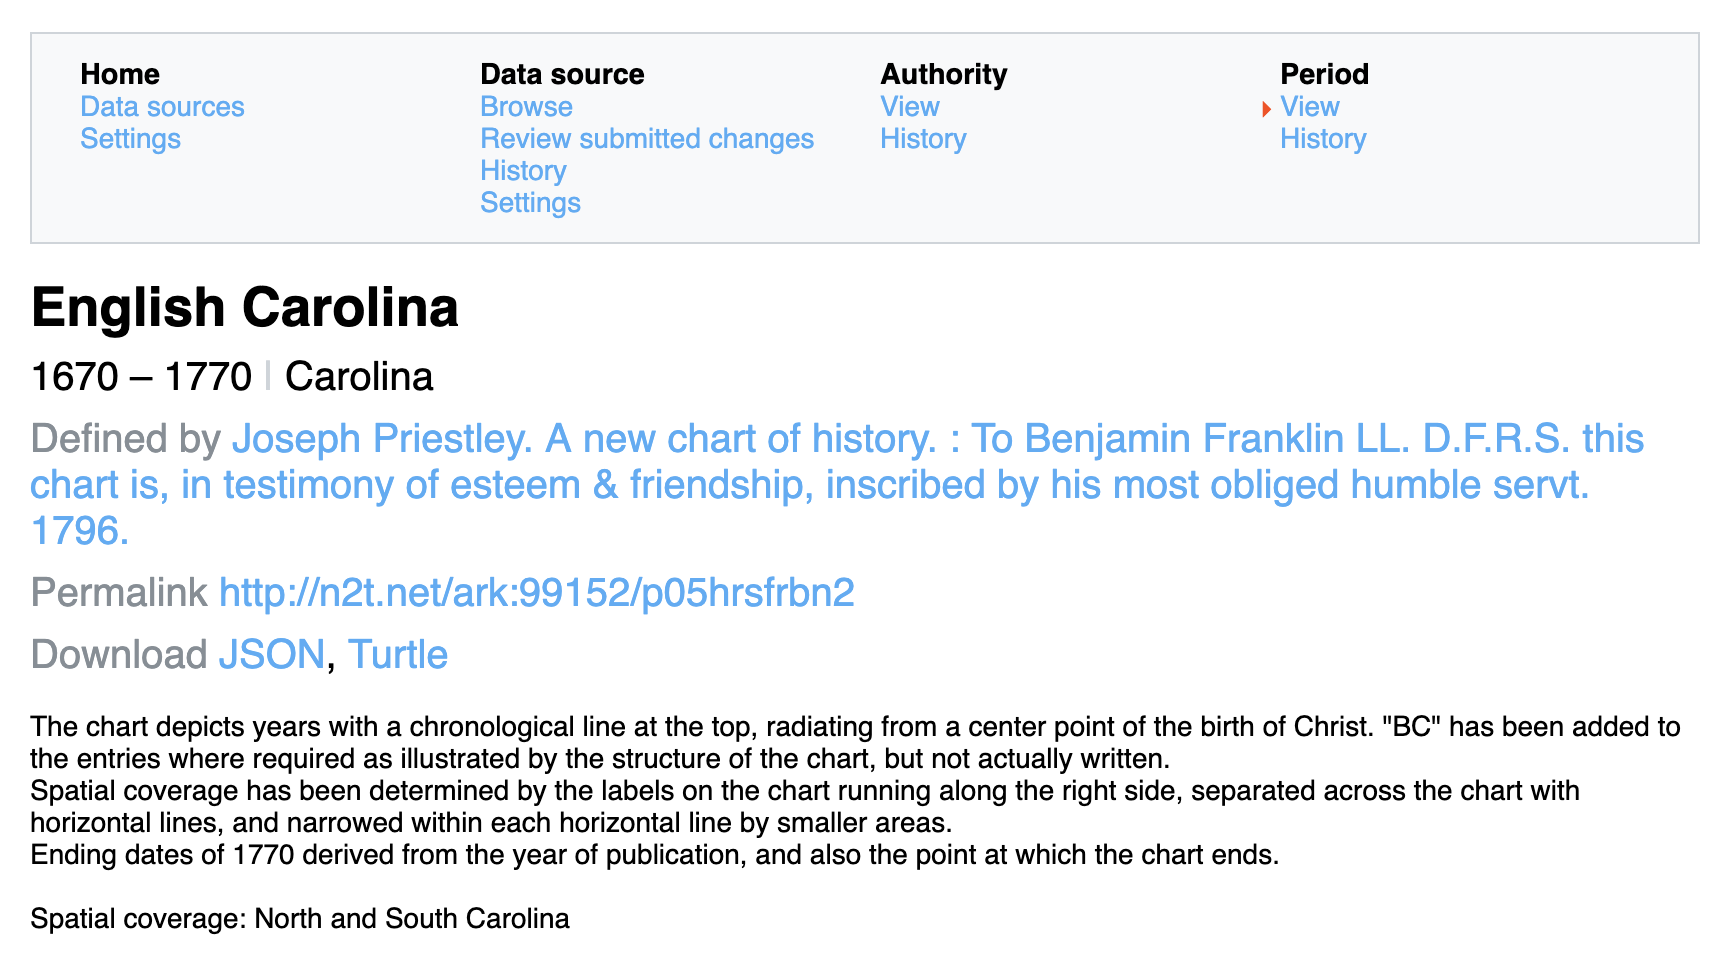 Home
Data sources
Settings
Data source
Browse
Review submitted changes
History
Settings
Authority
View
History
Period
View
History
English Carolina
1670 – 1770 | Carolina
Defined by Joseph Priestley. A new chart of history. : To Benjamin Franklin LL. D.F.R.S. this
chart is, in testimony of esteem & friendship, inscribed by his most obliged humble servt.
1796.
Permalink http://n2t.net/ark:99152/p05hrsfrbn2
Download JSON, Turtle
The chart depicts years with a chronological line at the top, radiating from a center point of the birth of Christ. "BC" has been added to
the entries where required as illustrated by the structure of the chart, but not actually written.
Spatial coverage has been determined by the labels on the chart running along the right side, separated across the chart with
horizontal lines, and narrowed within each horizontal line by smaller areas.
Ending dates of 1770 derived from the year of publication, and also the point at which the chart ends.
Spatial coverage: North and South Carolina